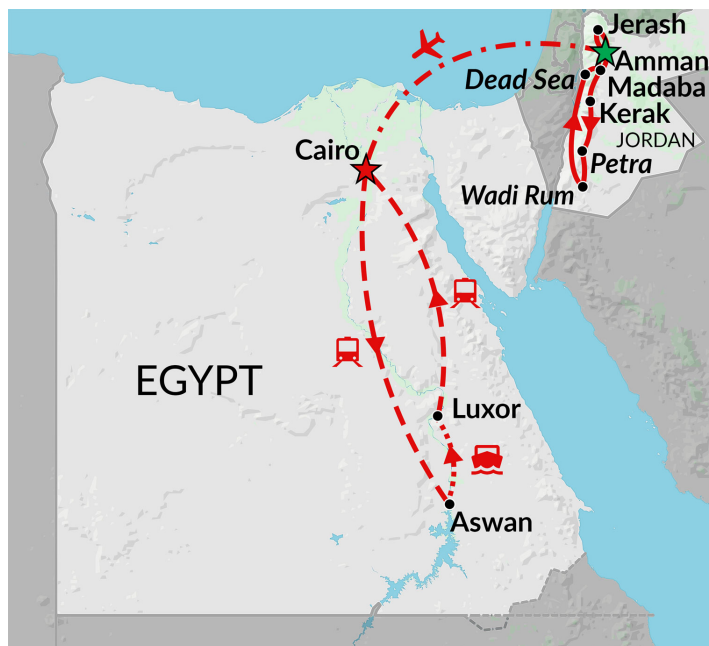 Jerash
Amman
Dead Sea
Madaba
Kerak
JORDAN
Cairo
Petra
Wadi Rum
EGYPT
Luxor
Aswan